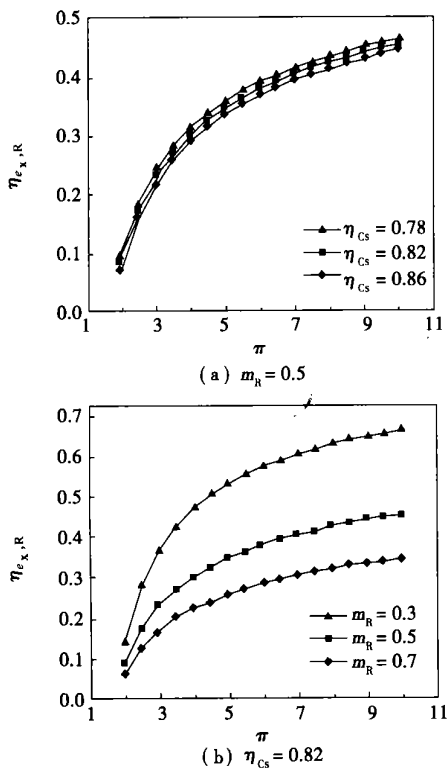 0.5
0.4
0.3
0.2
0.1
0.0
η_{e_x,R}
▲ η_{Cs} = 0.78
■ η_{Cs} = 0.82
◆ η_{Cs} = 0.86
1 3 5 7 9 11
π
(a) m_R = 0.5
0.7
0.6
0.5
0.4
0.3
0.2
0.1
0.0
η_{e_x,R}
▲ m_R = 0.3
■ m_R = 0.5
◆ m_R = 0.7
1 3 5 7 9 11
π
(b) η_{Cs} = 0.82